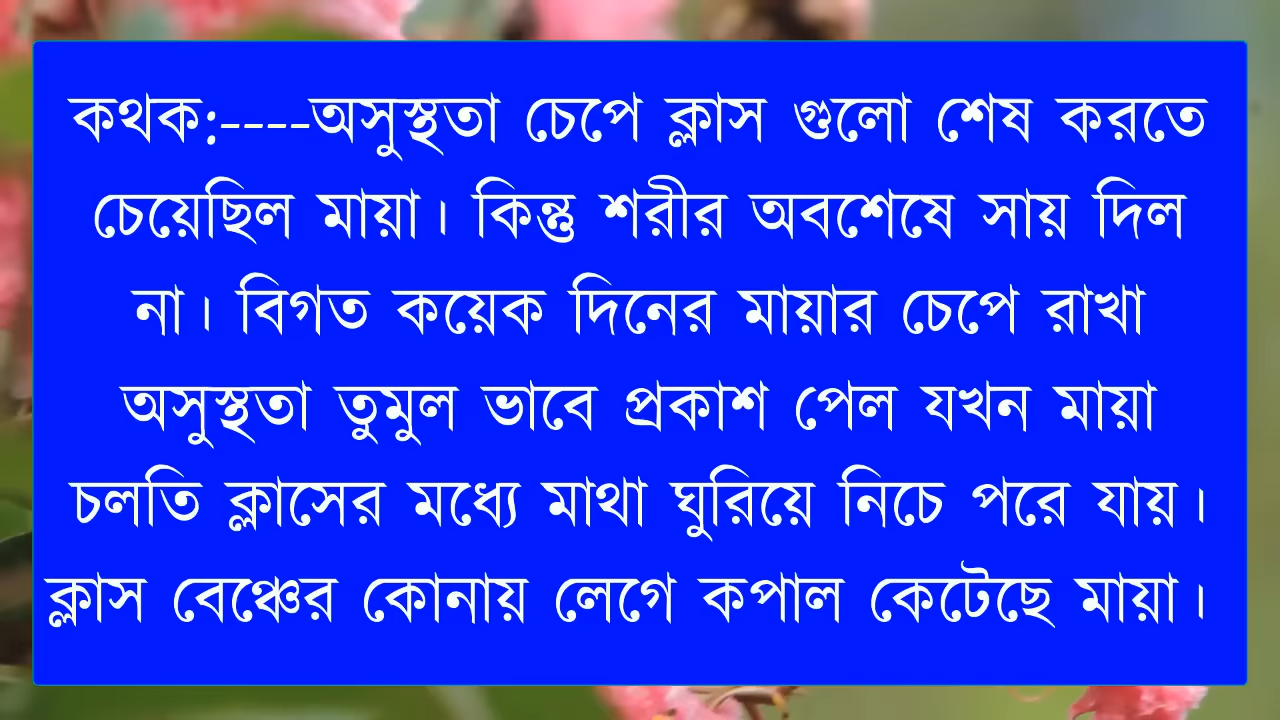 কথক:----অসুস্থতা চেপে ক্লাস গুলো শেষ করতে
চেয়েছিল মায়া। কিন্তু শরীর অবশেষে সায় দিল
না। বিগত কয়েক দিনের মায়ার চেপে রাখা
অসুস্থতা তুমুল ভাবে প্রকাশ পেল যখন মায়া
চলতি ক্লাসের মধ্যে মাথা ঘুরিয়ে নিচে পরে যায়।
ক্লাস বেঞ্চের কোনায় লেগে কপাল কেটেছে মায়া।